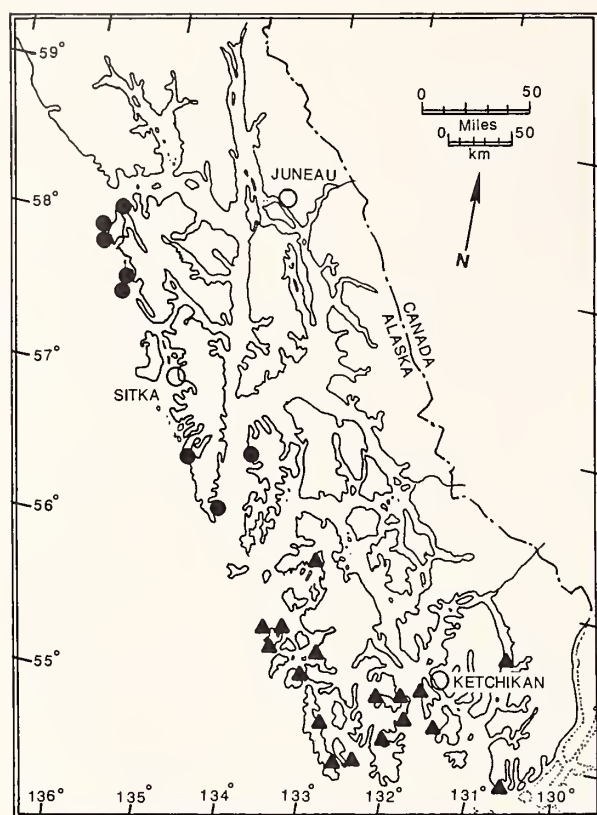 59°
0 50
Miles
0 50
km
JUNEAU
58°
N
CANADA
ALASKA
57°
SITKA
56°
55°
KETCHIKAN
136° 135° 134° 133° 132° 131° 130°